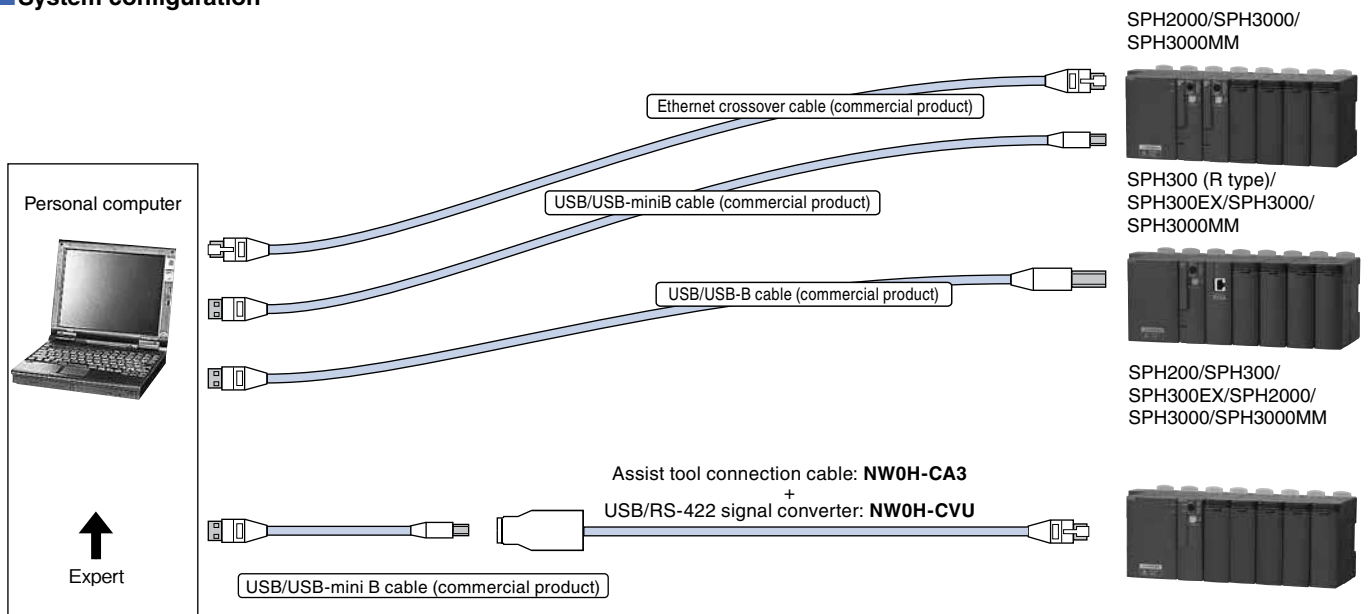 System configuration
SPH2000/SPH3000/
SPH3000MM
Ethernet crossover cable (commercial product)
SPH300 (R type)/
SPH300EX/SPH3000/
SPH3000MM
Personal computer
USB/USB-miniB cable (commercial product)
USB/USB-B cable (commercial product)
SPH200/SPH300/
SPH300EX/SPH2000/
SPH3000/SPH3000MM
Assist tool connection cable: NW0H-CA3
+
USB/RS-422 signal converter: NW0H-CVU
Expert
USB/USB-mini B cable (commercial product)